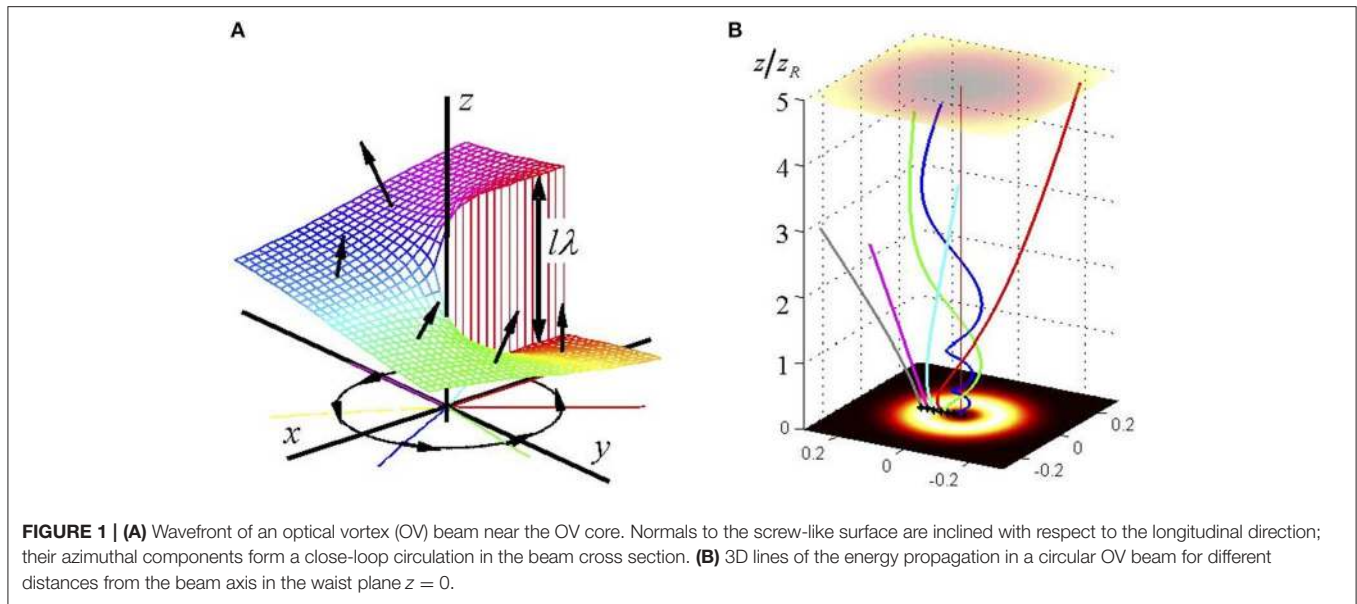 A
B
z
z/z_R
5
4
3
2
1
0
lλ
x
y
0.2
0
-0.2
-0.2
0
0.2
FIGURE 1 | (A) Wavefront of an optical vortex (OV) beam near the OV core. Normals to the screw-like surface are inclined with respect to the longitudinal direction;
their azimuthal components form a close-loop circulation in the beam cross section. (B) 3D lines of the energy propagation in a circular OV beam for different
distances from the beam axis in the waist plane z = 0.